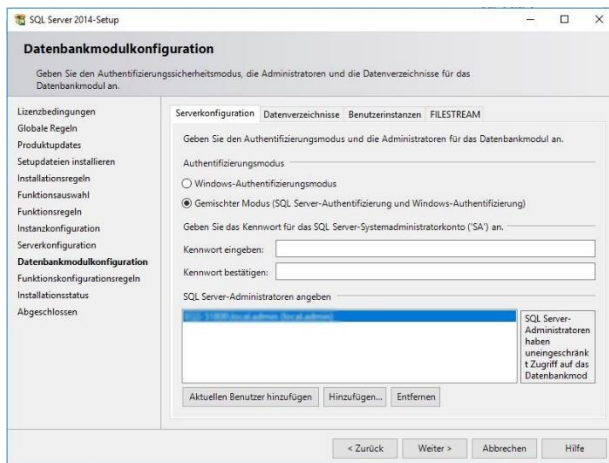 SQL Server 2014-Setup
Datenbankmodulkonfiguration
Geben Sie den Authentifizierungssicherheitsmodus, die Administratoren und die Datenverzeichnisse für das
Datenbankmodul an.
Lizenzbedingungen
Globale Regeln
Produktupdates
Setupdateien installieren
Installationsregeln
Funktionsauswahl
Funktionsregeln
Instanzkonfiguration
Serverkonfiguration
Datenbankmodulkonfiguration
Funktionskonfigurationsregeln
Installationsstatus
Abgeschlossen
Serverkonfiguration Datenverzeichnisse Benutzerinstanzen FILESTREAM
Geben Sie den Authentifizierungsmodus und die Administratoren für das Datenbankmodul an.
Authentifizierungsmodus
Windows-Authentifizierungsmodus
Gemischter Modus (SQL Server-Authentifizierung und Windows-Authentifizierung)
Geben Sie das Kennwort für das SQL Server-Systemadministratorkonto ('SA') an.
Kennwort eingeben:
Kennwort bestätigen:
SQL Server-Administratoren angeben
SQL Server-
Administratoren
haben
uneingeschränk
t Zugriff auf das
Datenbankmod
Aktuellen Benutzer hinzufügen Hinzufügen... Entfernen
< Zurück Weiter > Abbrechen Hilfe